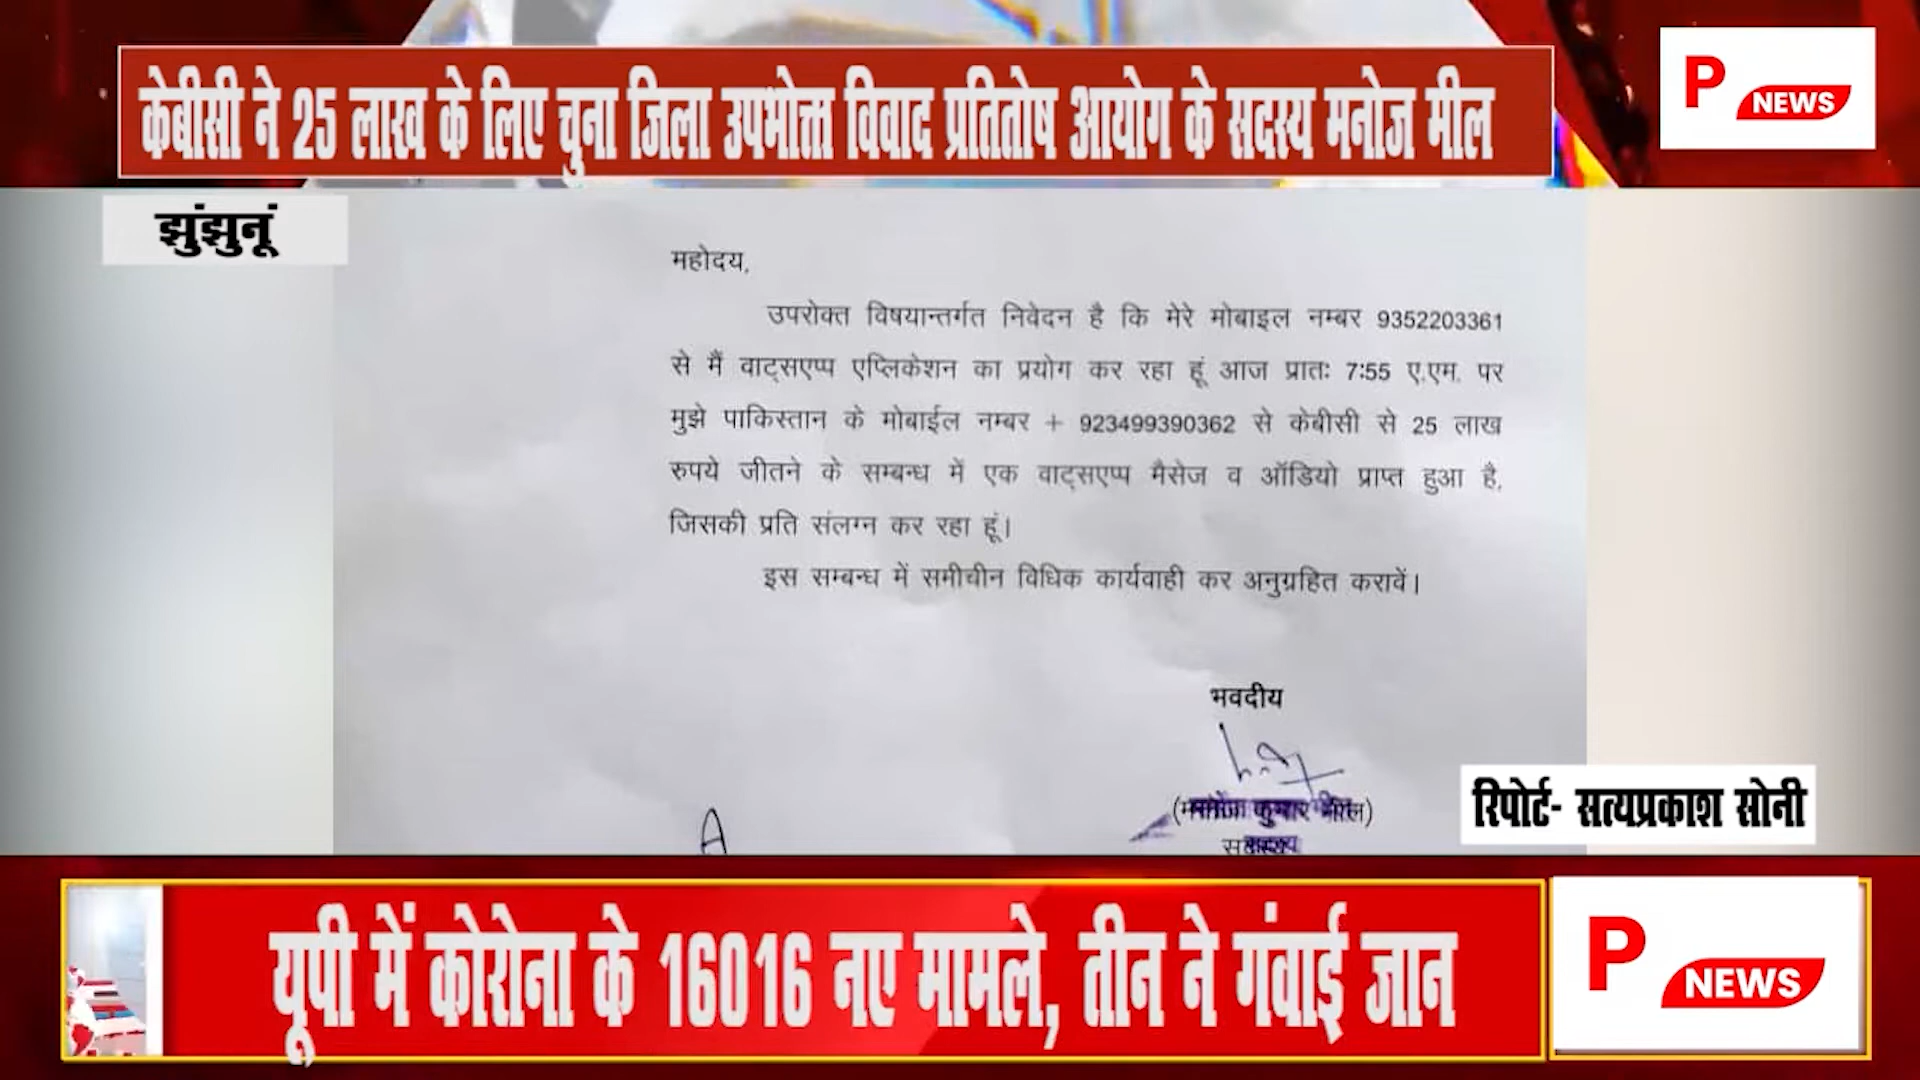 केबीसी ने 25 लाख के लिए चुना जिला उपभोक्ता विवाद प्रतितोष आयोग के सदस्य मनोज मील
P NEWS
झुंझुनूं
महोदय,
उपरोक्त विषयान्तर्गत निवेदन है कि मेरे मोबाइल नम्बर 9352203361
से मैं वाट्सएप्प एप्लिकेशन का प्रयोग कर रहा हूं आज प्रातः 7:55 ए.एम. पर
मुझे पाकिस्तान के मोबाईल नम्बर + 923499390362 से केबीसी से 25 लाख
रुपये जीतने के सम्बन्ध में एक वाट्सएप्प मैसेज व ऑडियो प्राप्त हुआ है,
जिसकी प्रति संलग्न कर रहा हूं।
इस सम्बन्ध में समीचीन विधिक कार्यवाही कर अनुग्रहित करावें।
भवदीय
(मनोज कुमार मील)
सदस्य
रिपोर्ट- सत्यप्रकाश सोनी
यूपी में कोरोना के 16016 नए मामले, तीन ने गंवाई जान
P NEWS